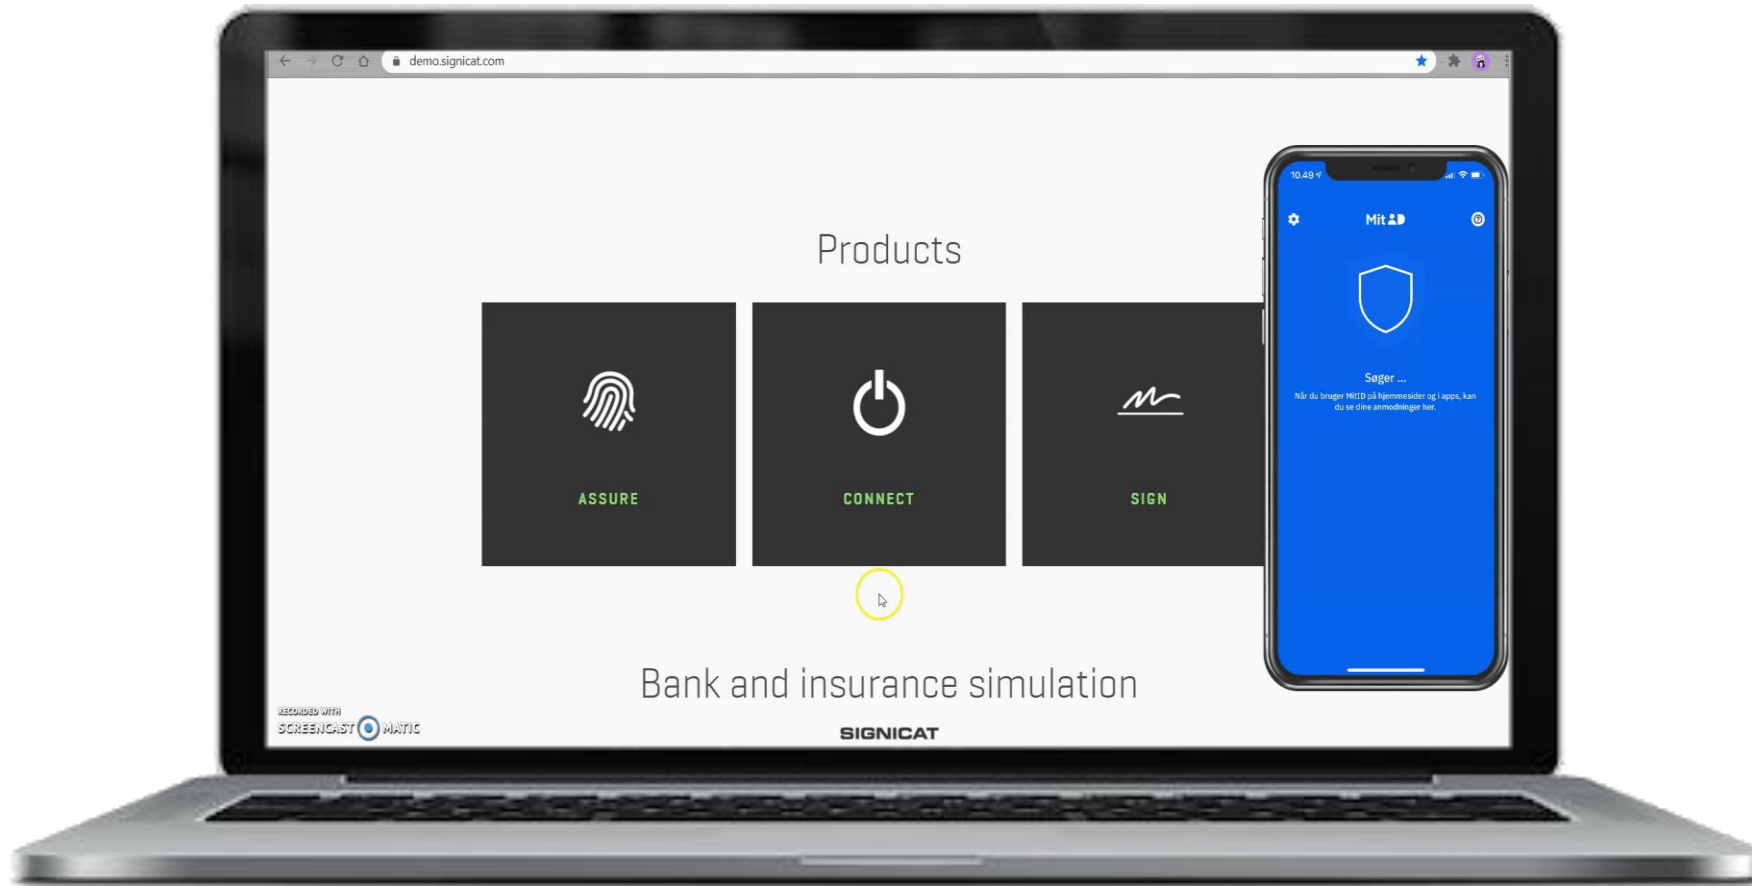 demo.signicat.com
Products
ASSURE
CONNECT
SIGN
Bank and insurance simulation
SIGNICAT
RECORDED WITH
SCREENCAST MATIC
10.49
Mit
Søger ...
Når du bruger MitID på hjemmesider og i apps, kan
du se dine anmodninger her.